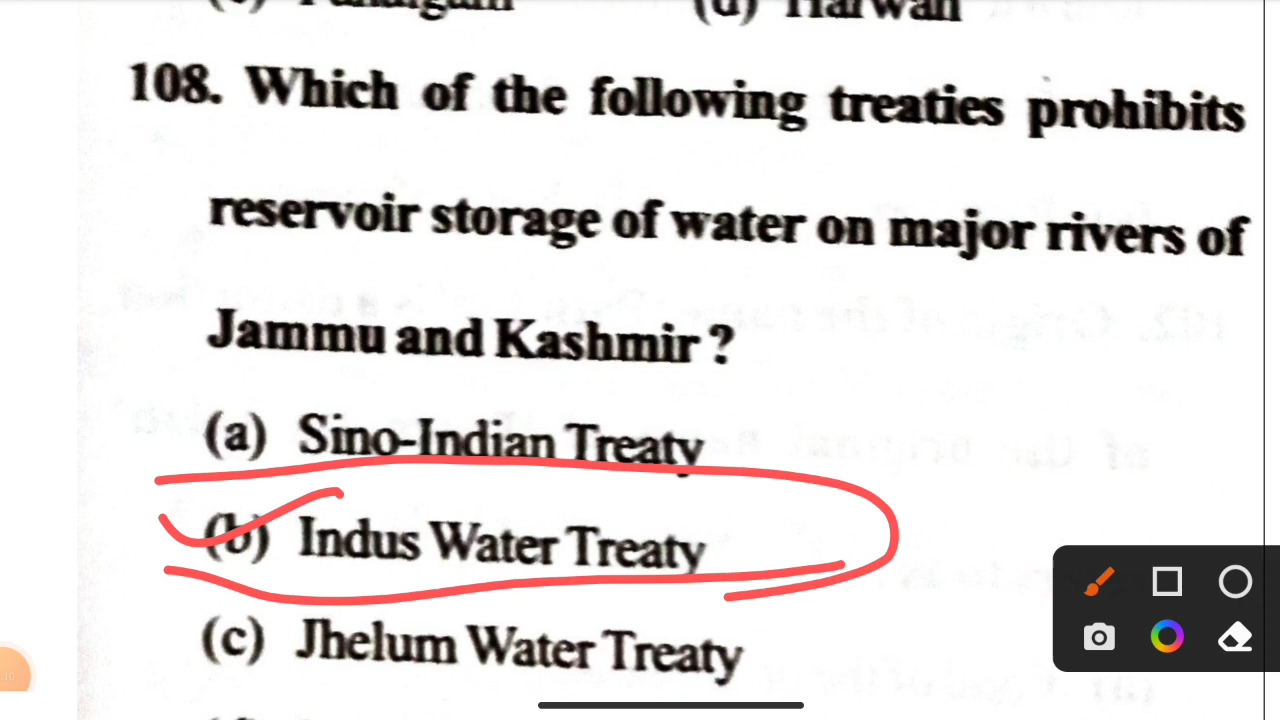 (d) Harwan
108. Which of the following treaties prohibits
reservoir storage of water on major rivers of
Jammu and Kashmir ?
(a) Sino-Indian Treaty
(b) Indus Water Treaty
(c) Jhelum Water Treaty